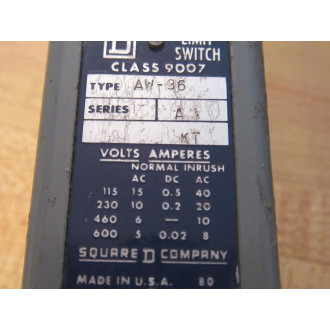 D LIMIT
SWITCH
CLASS 9007
TYPE AW-36
SERIES A
KT
VOLTS AMPERES
NORMAL INRUSH
AC DC AC
115 15 0.5 40
230 10 0.2 20
460 6 — 10
600 5 0.02 8
SQUARE D COMPANY
MADE IN U.S.A. 80